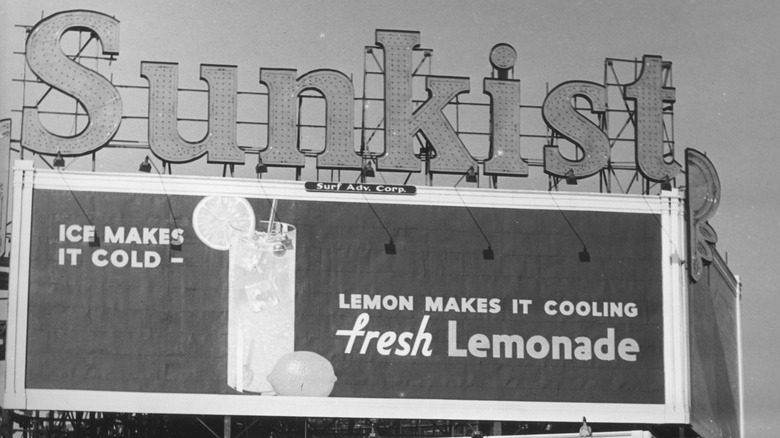 Sunkist
Surf Adv. Corp.
ICE MAKES
IT COLD -
LEMON MAKES IT COOLING
fresh Lemonade